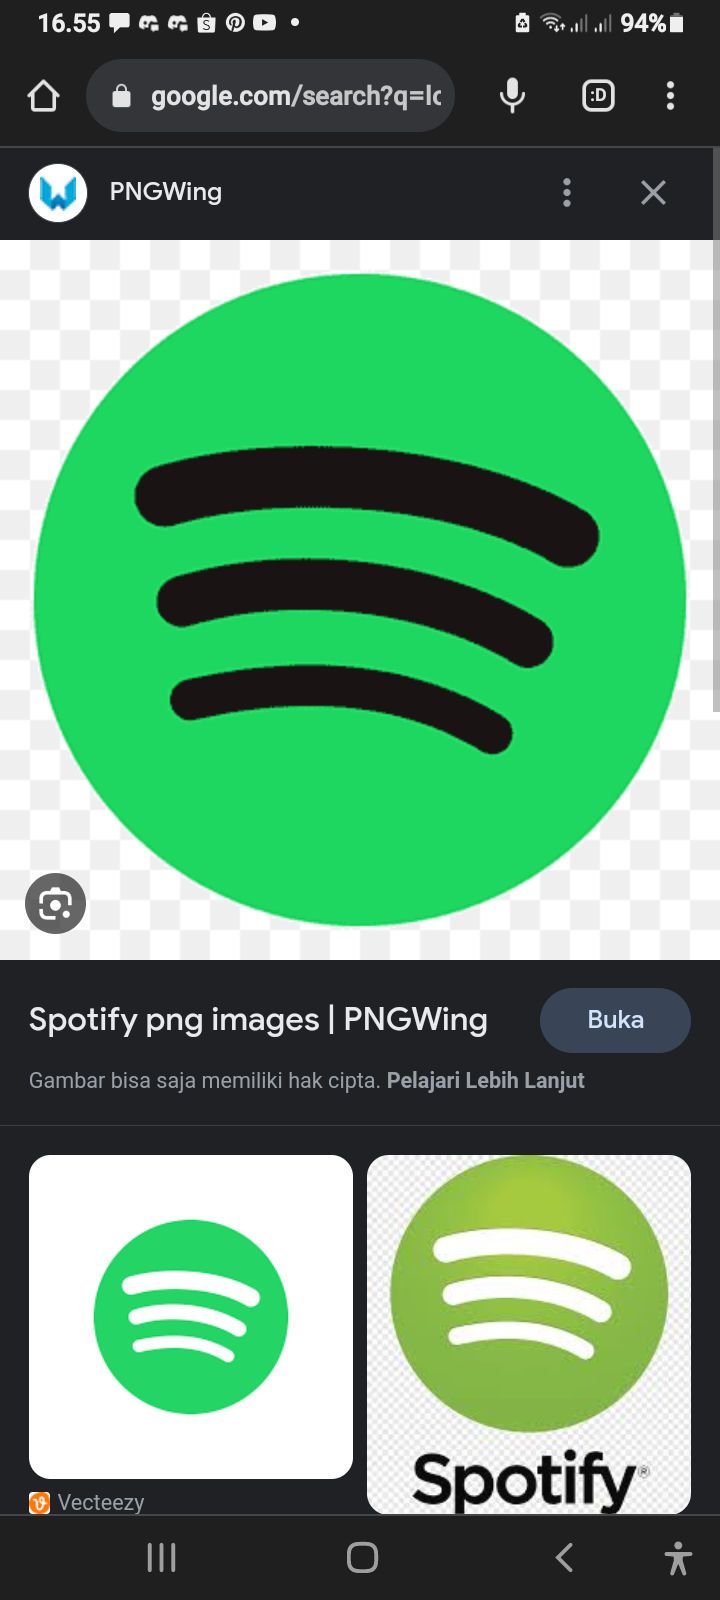 16.55
94%
google.com/search?q=lc
:D
PNGWing
Spotify png images | PNGWing
Buka
Gambar bisa saja memiliki hak cipta. Pelajari Lebih Lanjut
Spotify®
Vecteezy